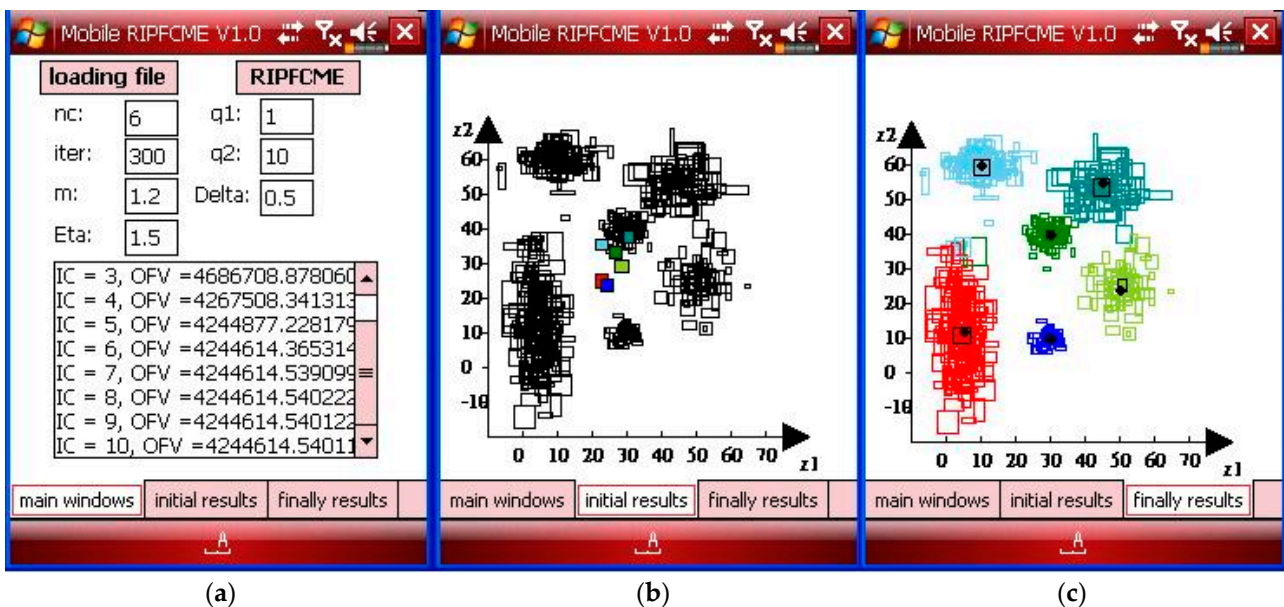 Mobile RIPFCME V1.0
loading file RIPFCME
nc: 6 q1: 1
iter: 300 q2: 10
m: 1.2 Delta: 0.5
Eta: 1.5
IC = 3, OFV =4686708.878060
IC = 4, OFV =4267508.341313
IC = 5, OFV =4244877.228179
IC = 6, OFV =4244614.365314
IC = 7, OFV =4244614.539099
IC = 8, OFV =4244614.540222
IC = 9, OFV =4244614.540122
IC = 10, OFV =4244614.54011
main windows initial results finally results
(a)
Mobile RIPFCME V1.0
z2
60
50
40
30
20
10
0
-10
0 10 20 30 40 50 60 70
z1
main windows initial results finally results
(b)
Mobile RIPFCME V1.0
z2
60
50
40
30
20
10
0
-10
0 10 20 30 40 50 60 70
z1
main windows initial results finally results
(c)